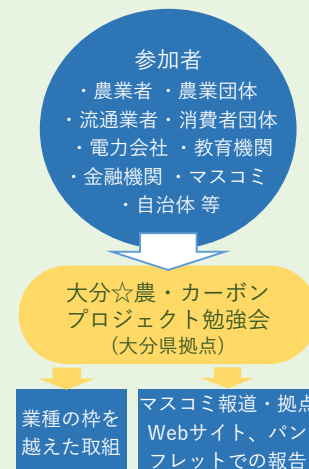 参加者
・農業者 ・農業団体
・流通業者・消費者団体
・電力会社 ・教育機関
・金融機関 ・マスコミ
・自治体 等
大分☆農・カーボン
プロジェクト勉強会
(大分県拠点)
業種の枠を
越えた取組
マスコミ報道・拠点
Webサイト、パン
フレットでの報告